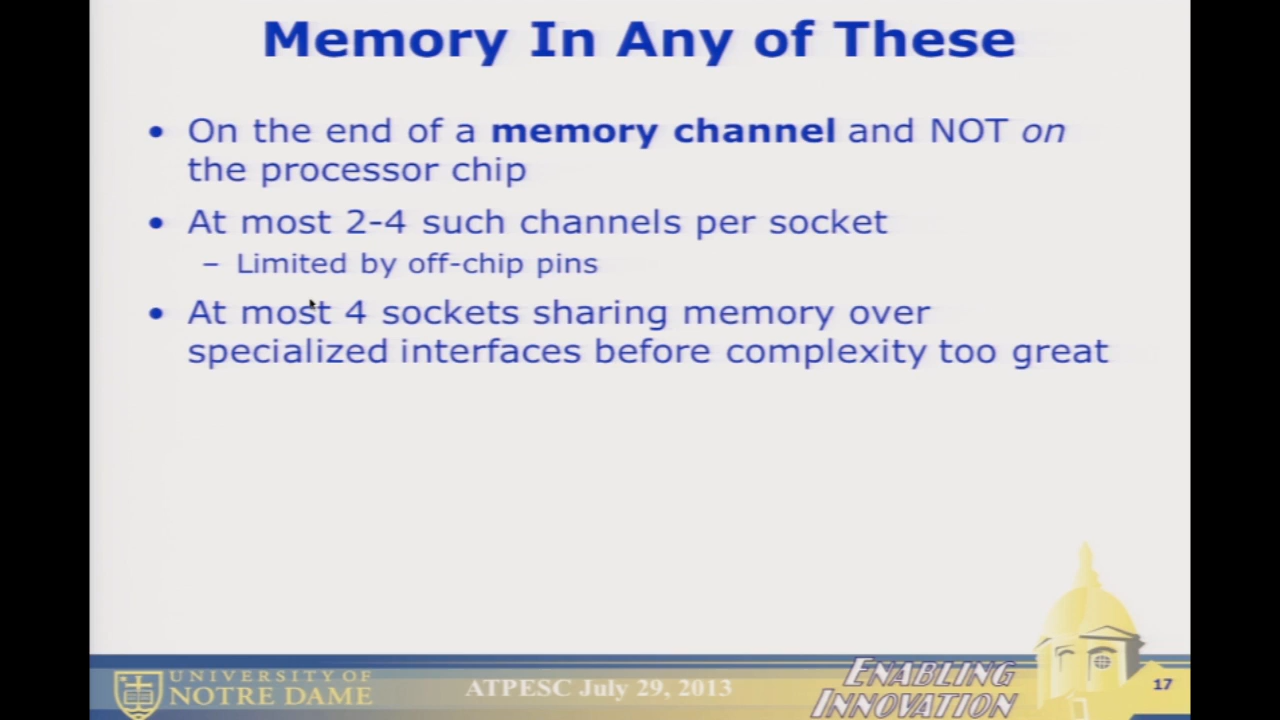 Memory In Any of These
• On the end of a memory channel and NOT on
the processor chip
• At most 2-4 such channels per socket
– Limited by off-chip pins
• At most 4 sockets sharing memory over
specialized interfaces before complexity too great
UNIVERSITY OF
NOTRE DAME
ATPESC July 29, 2013
ENABLING
INNOVATION
17